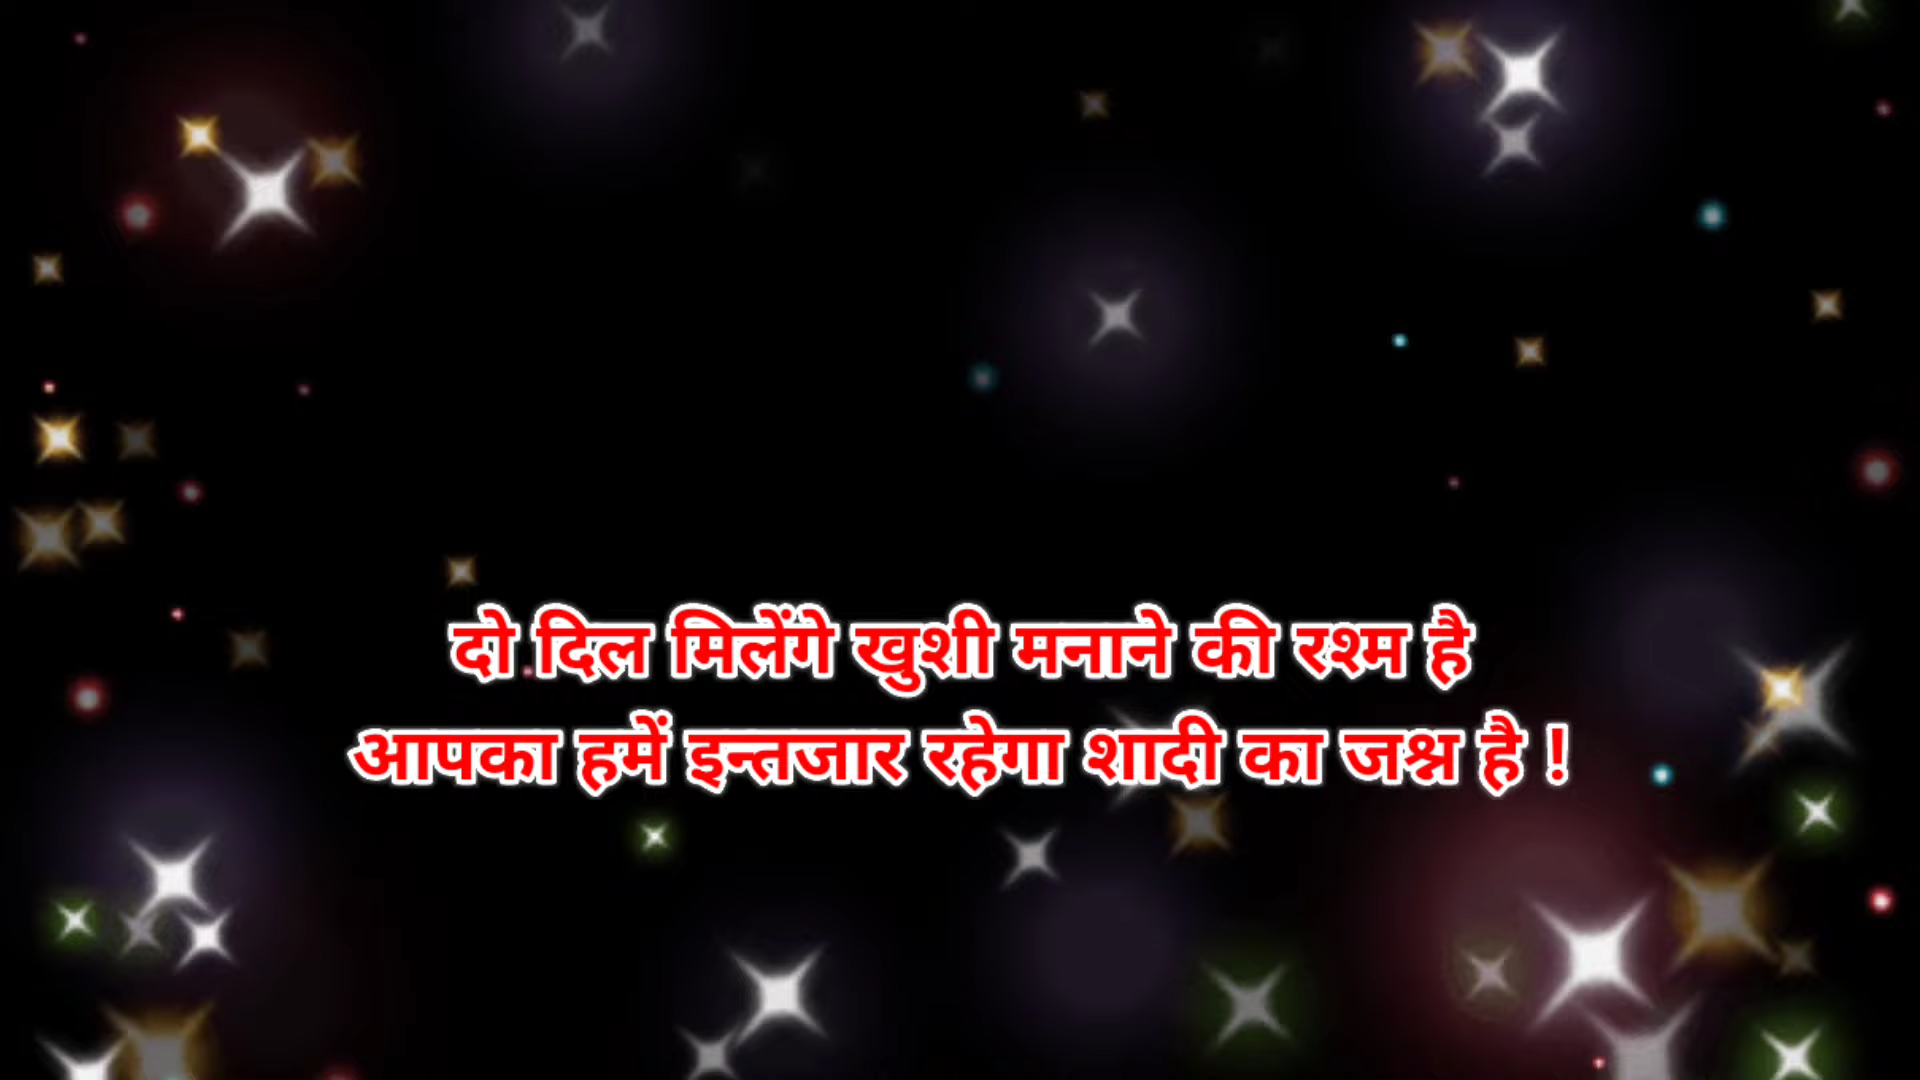 दो दिल मिलेंगे खुशी मनाने की रश्म है
आपका हमें इन्तजार रहेगा शादी का जश्न है !